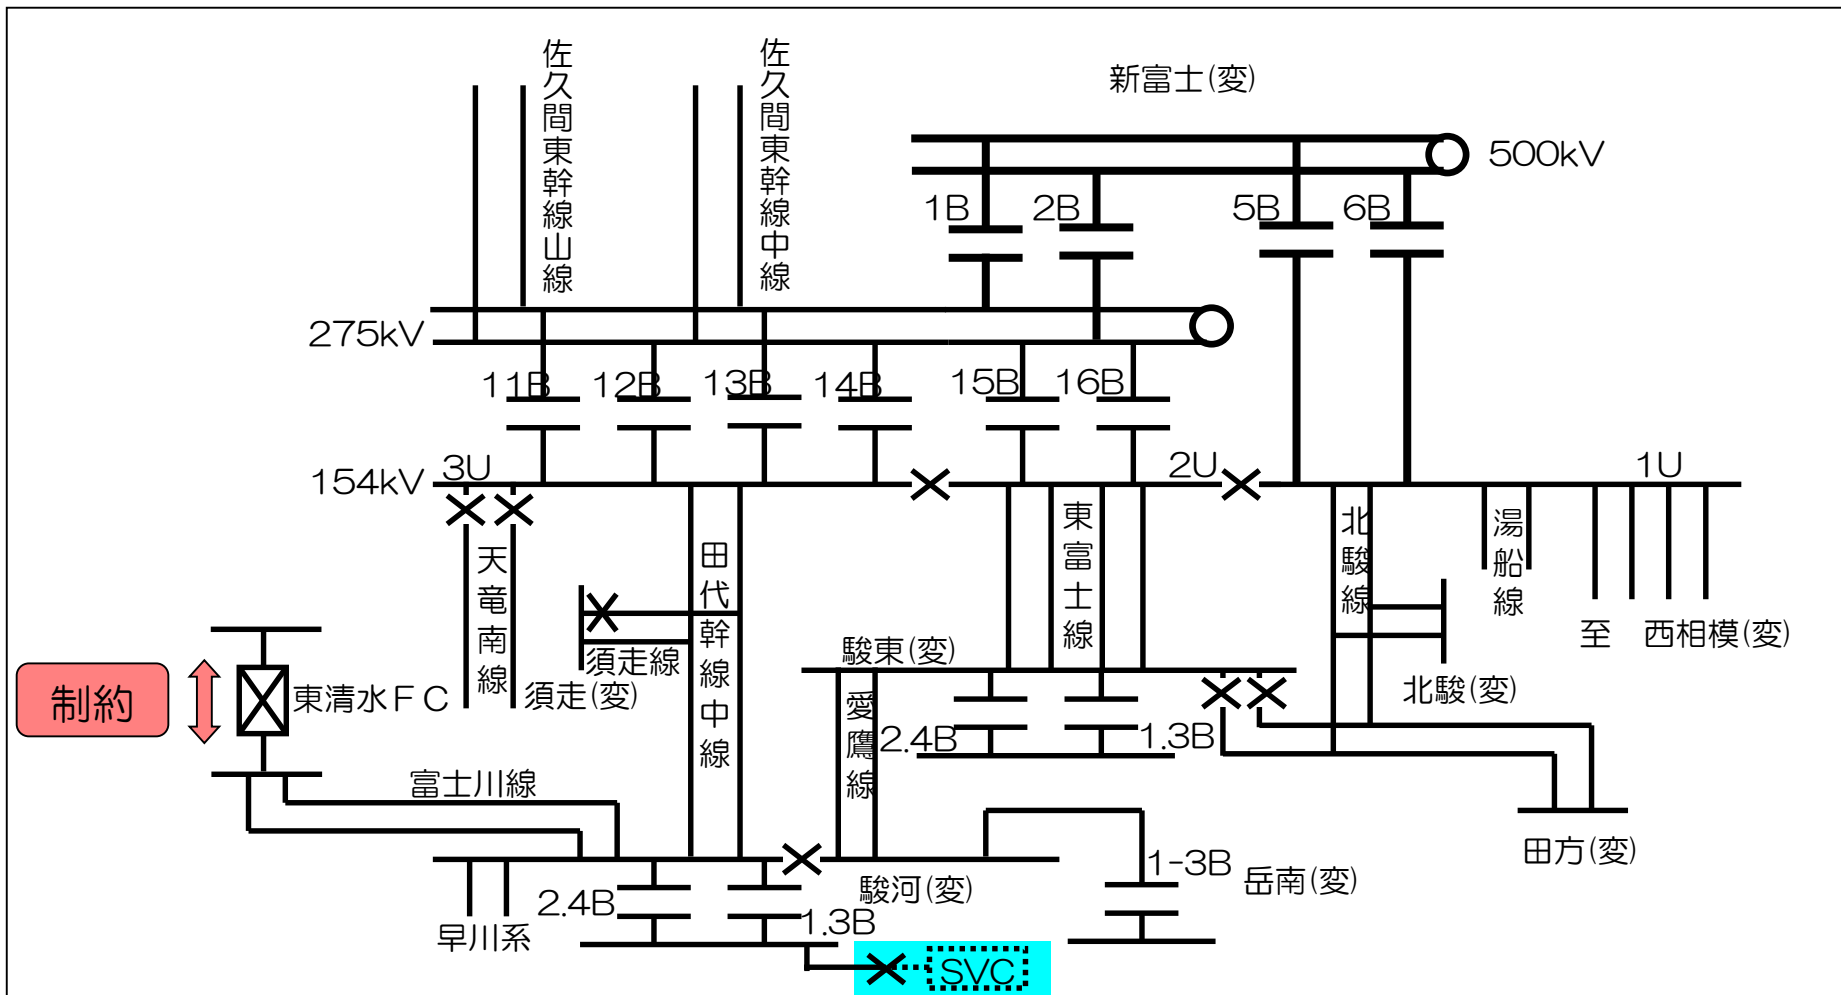 佐久間東幹線山線
佐久間東幹線中線
新富士(変)
500kV
1B
2B
5B
6B
275kV
11B
12B
13B
14B
15B
16B
154kV
3U
2U
1U
天竜南線
田代幹線中線
東富士線
北駿線
湯船線
至 西相模(変)
須走線
須走(変)
駿東(変)
北駿(変)
制約
東清水FC
愛鷹線
2.4B
1.3B
富士川線
田方(変)
駿河(変)
1-3B
岳南(変)
2.4B
1.3B
早川系
SVC